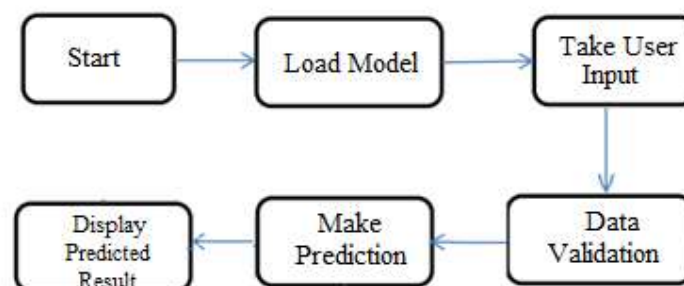 Start
Load Model
Take User
Input
Data
Validation
Make
Prediction
Display
Predicted
Result